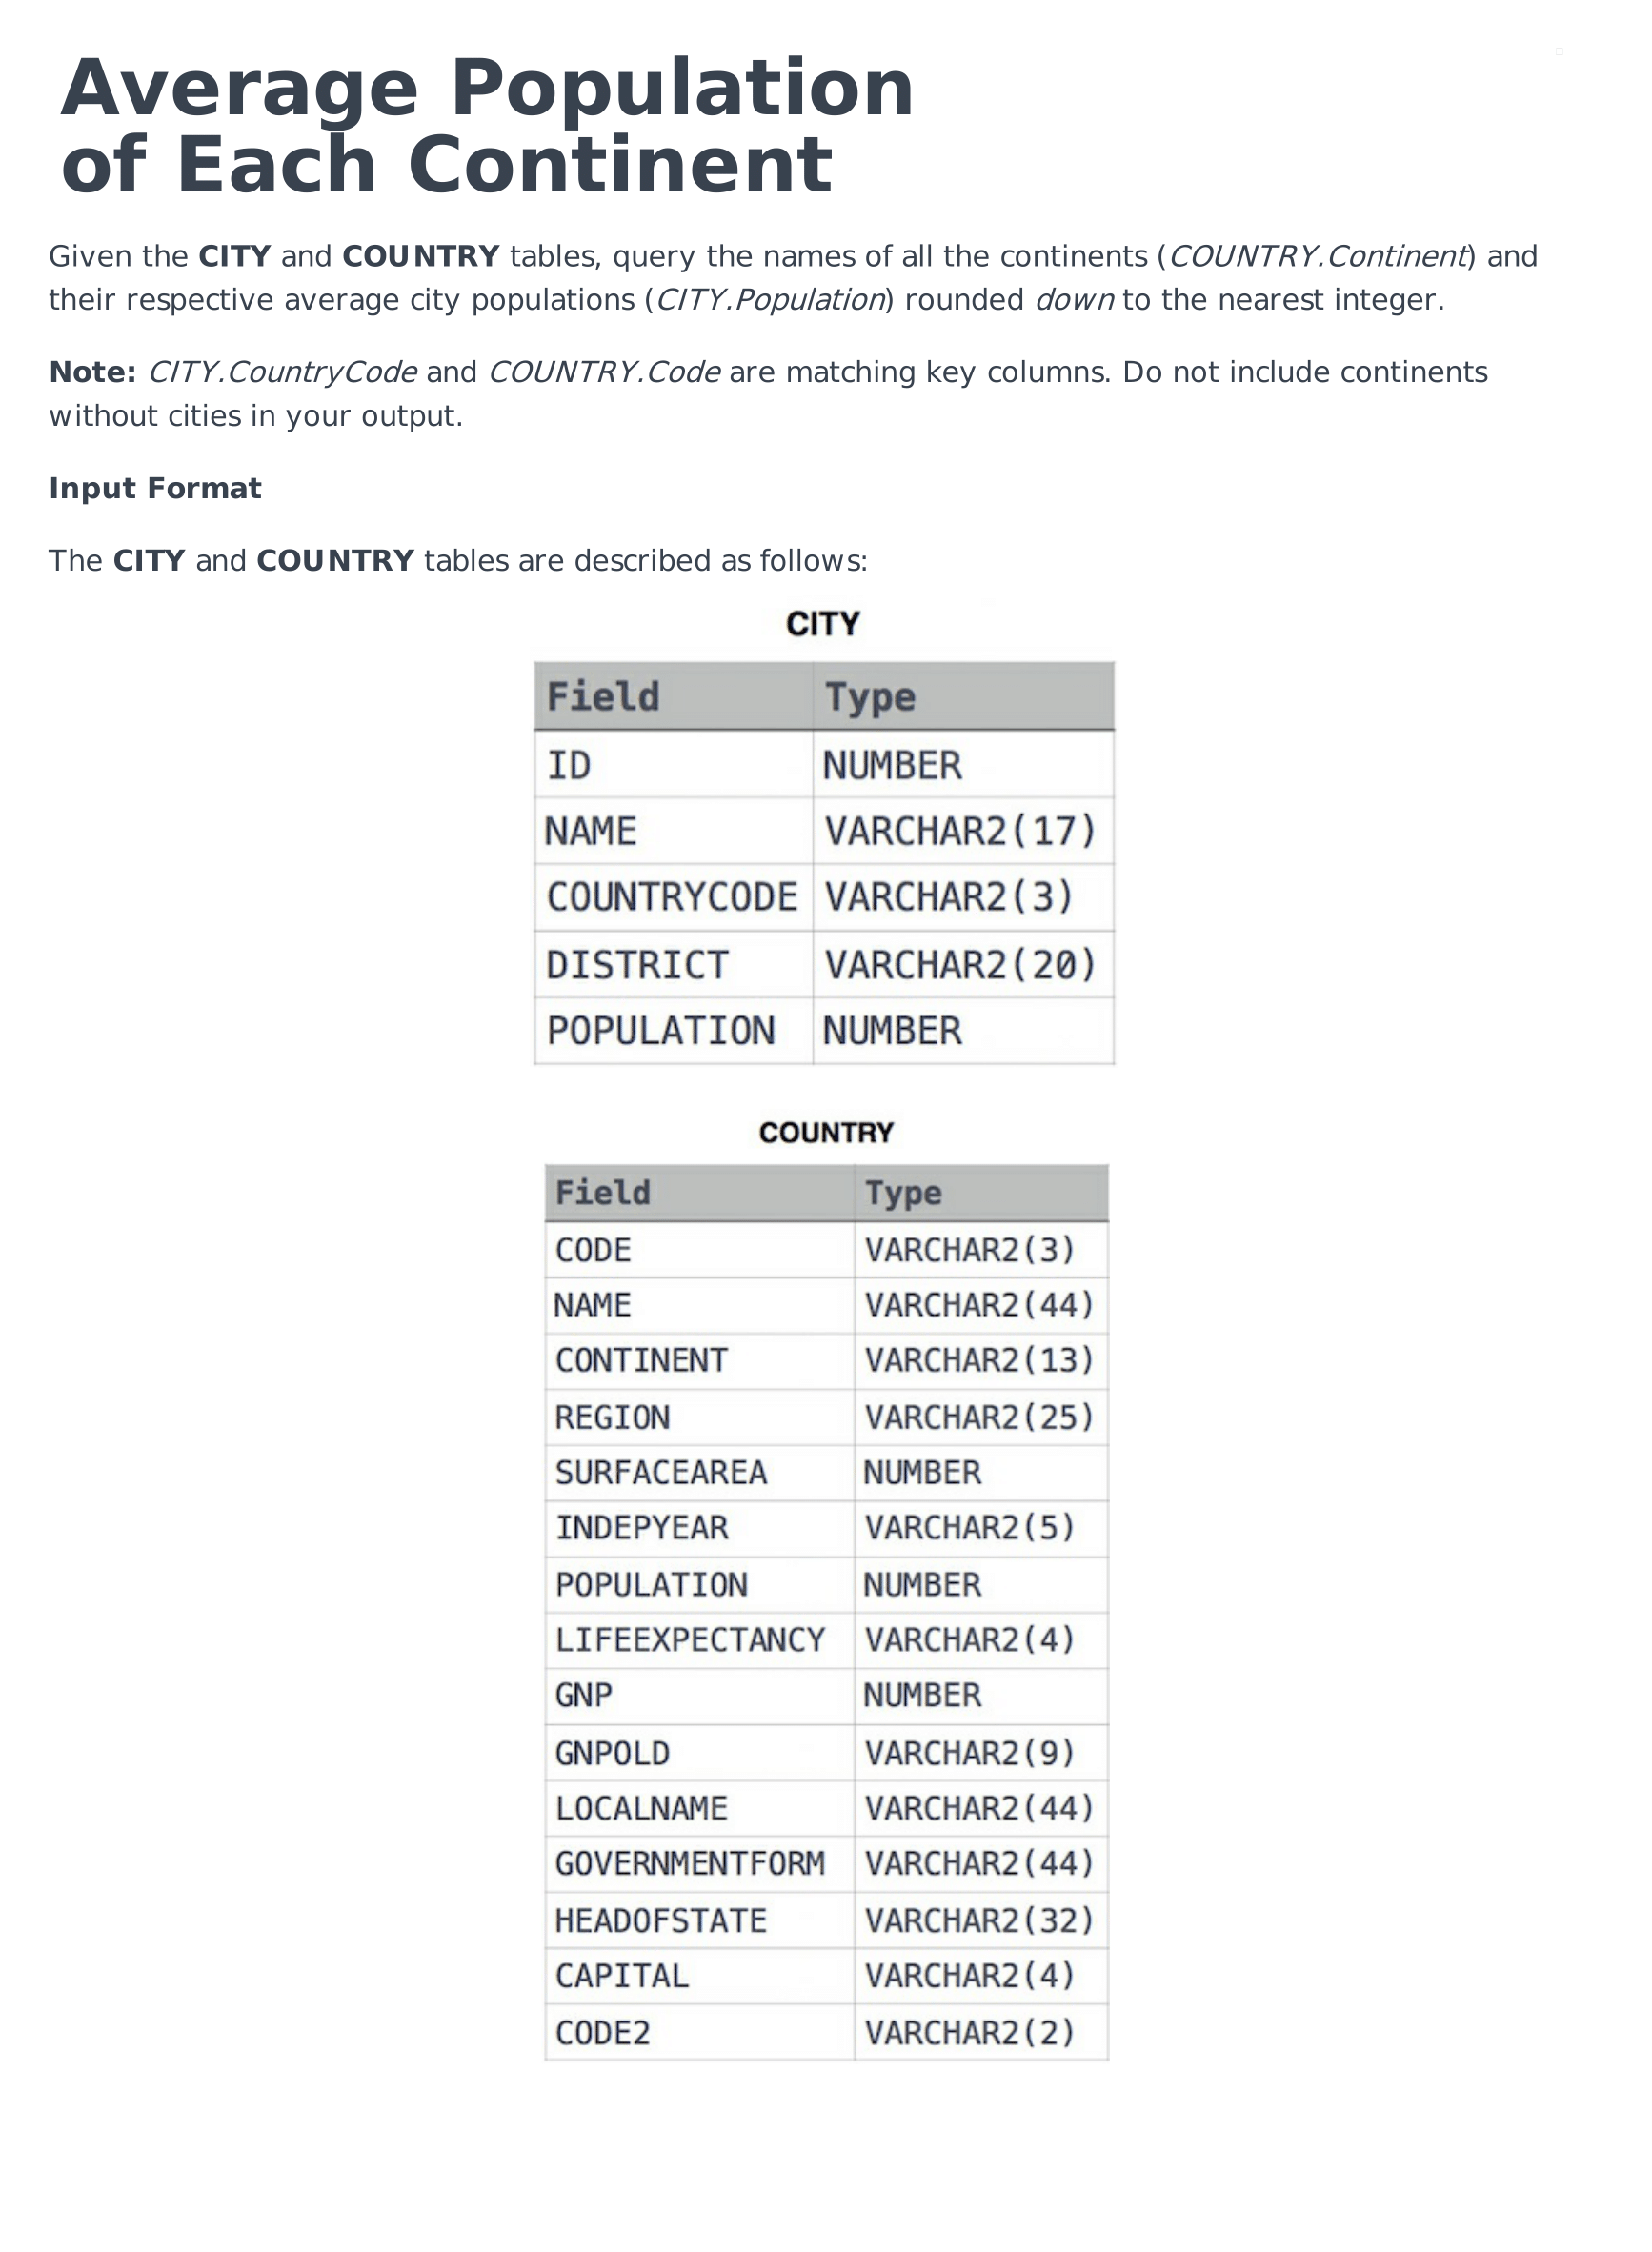 Average Population
of Each Continent
Given the CITY and COUNTRY tables, query the names of all the continents (COUNTRY.Continent) and
their respective average city populations (CITY.Population) rounded down to the nearest integer.
Note: CITY.CountryCode and COUNTRY.Code are matching key columns. Do not include continents
without cities in your output.
Input Format
The CITY and COUNTRY tables are described as follows:
CITY
Field Type
ID NUMBER
NAME VARCHAR2(17)
COUNTRYCODE VARCHAR2(3)
DISTRICT VARCHAR2(20)
POPULATION NUMBER
COUNTRY
Field Type
CODE VARCHAR2(3)
NAME VARCHAR2(44)
CONTINENT VARCHAR2(13)
REGION VARCHAR2(25)
SURFACEAREA NUMBER
INDEPYEAR VARCHAR2(5)
POPULATION NUMBER
LIFEEXPECTANCY VARCHAR2(4)
GNP NUMBER
GNPOLD VARCHAR2(9)
LOCALNAME VARCHAR2(44)
GOVERNMENTFORM VARCHAR2(44)
HEADOFSTATE VARCHAR2(32)
CAPITAL VARCHAR2(4)
CODE2 VARCHAR2(2)